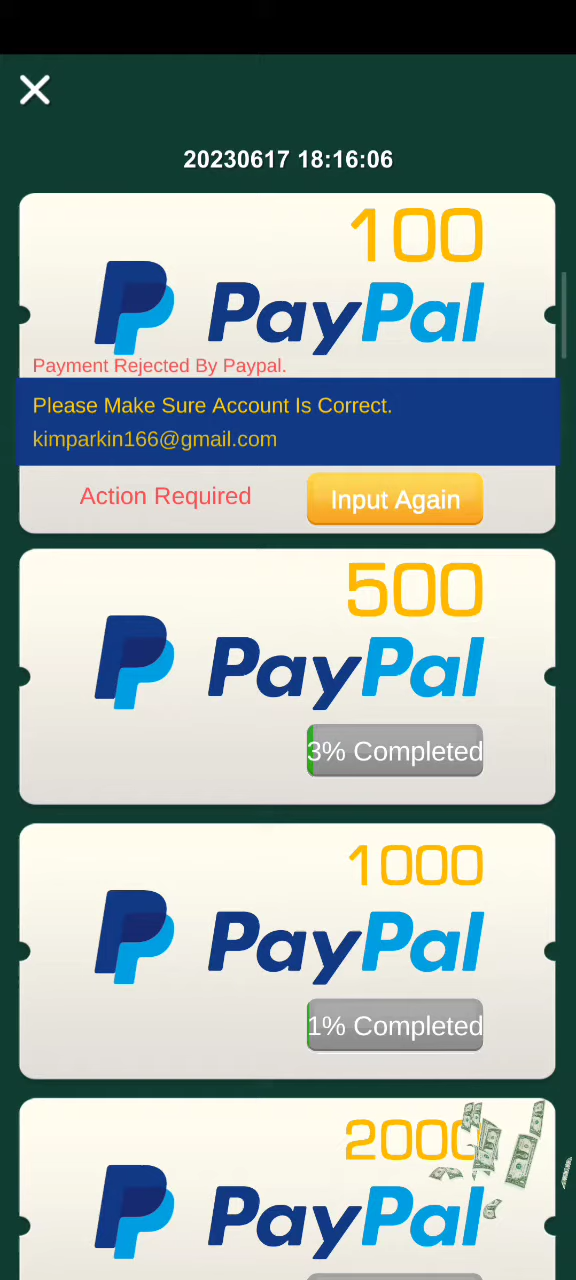 20230617 18:16:06
100
PayPal
Payment Rejected By Paypal.
Please Make Sure Account Is Correct.
kimparkin166@gmail.com
Action Required
Input Again
500
PayPal
3% Completed
1000
PayPal
1% Completed
2000
PayPal